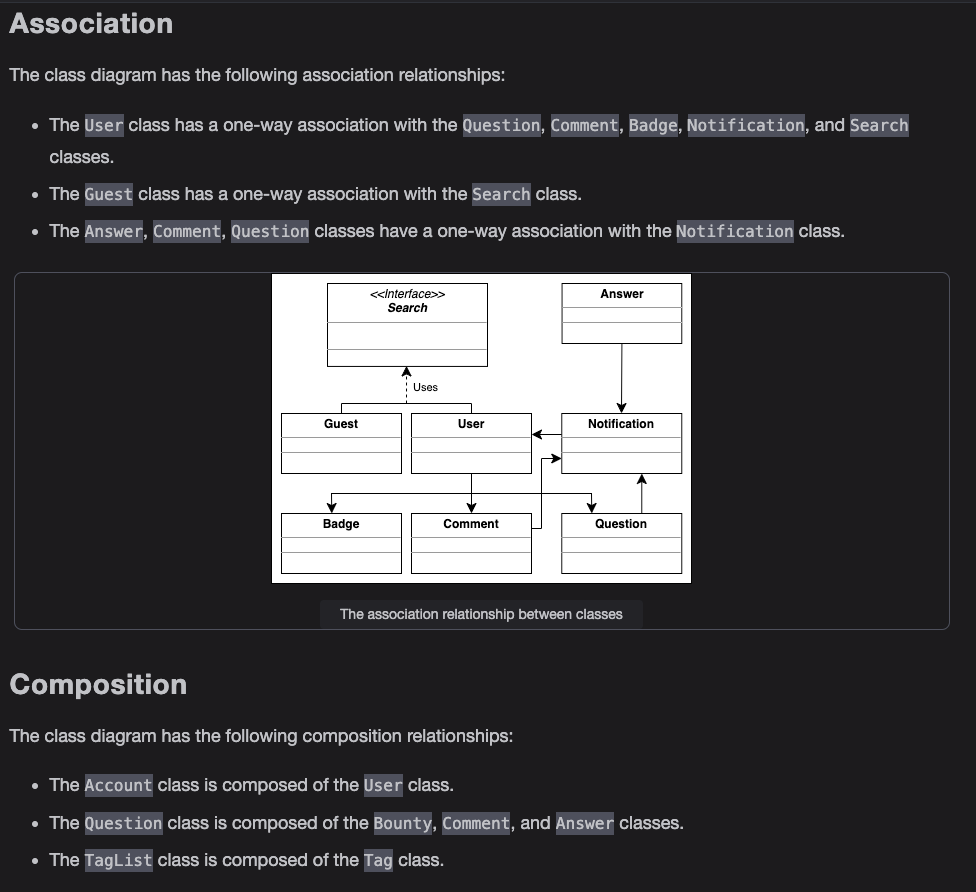 Association
The class diagram has the following association relationships:
• The User class has a one-way association with the Question, Comment, Badge, Notification, and Search
classes.
• The Guest class has a one-way association with the Search class.
• The Answer, Comment, Question classes have a one-way association with the Notification class.
<<Interface>>
Search
Answer
Uses
Guest
User
Notification
Badge
Comment
Question
The association relationship between classes
Composition
The class diagram has the following composition relationships:
• The Account class is composed of the User class.
• The Question class is composed of the Bounty, Comment, and Answer classes.
• The TagList class is composed of the Tag class.